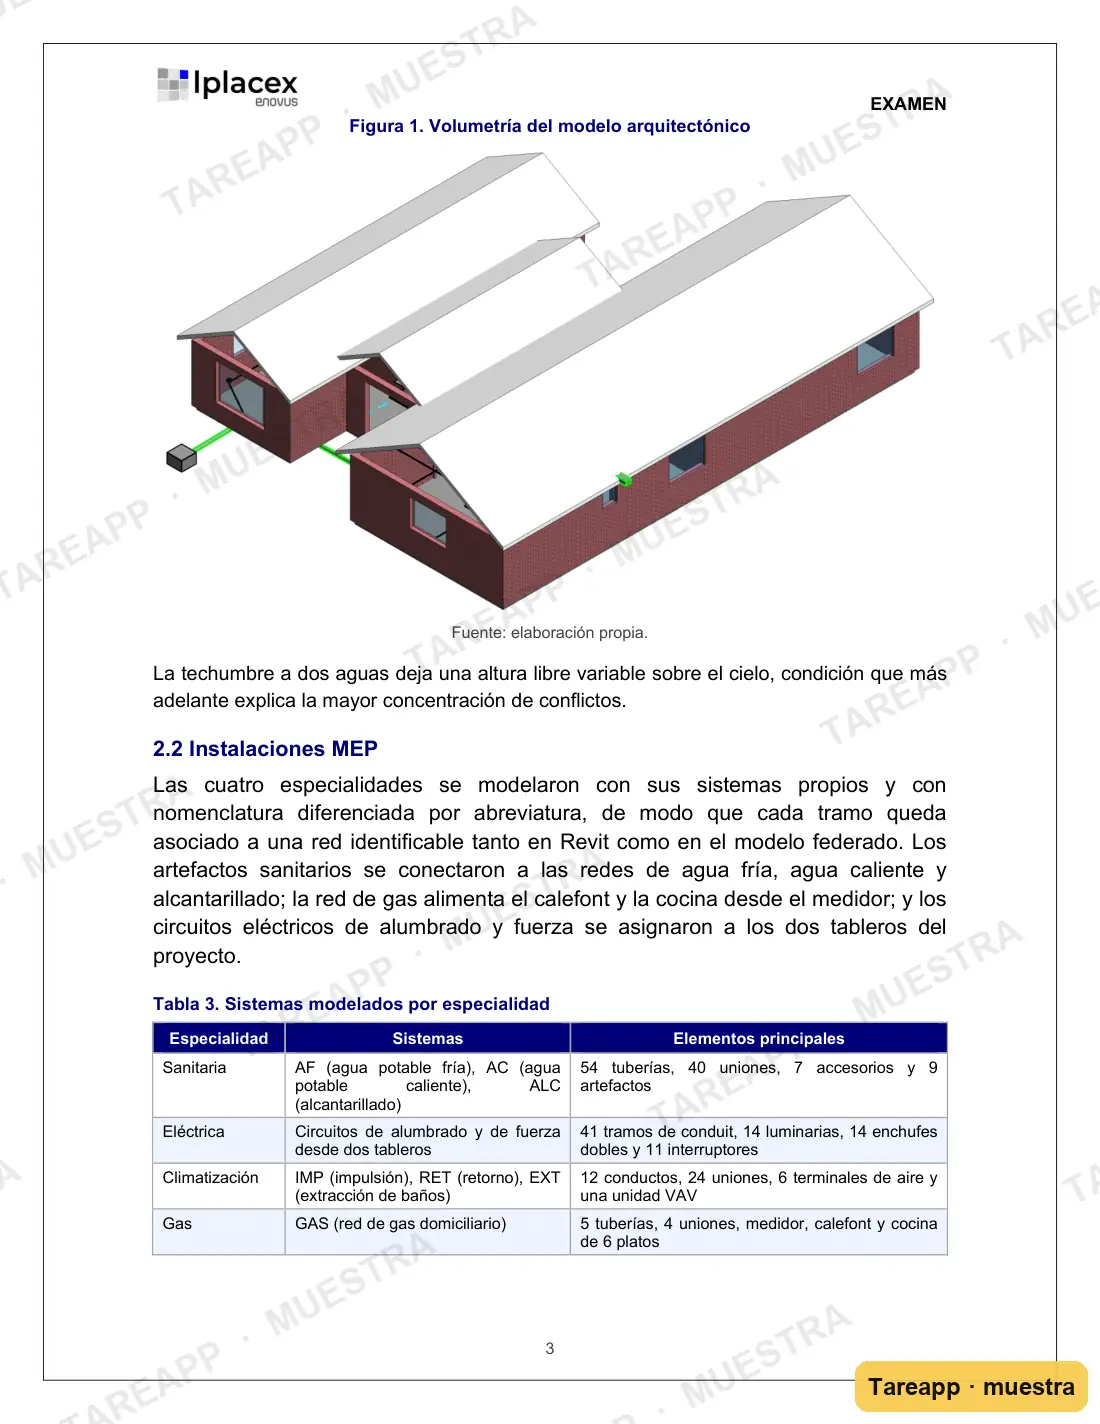 Iplacex
enovus
EXAMEN
Figura 1. Volumetría del modelo arquitectónico
Fuente: elaboración propia.
La techumbre a dos aguas deja una altura libre variable sobre el cielo, condición que más
adelante explica la mayor concentración de conflictos.
2.2 Instalaciones MEP
Las cuatro especialidades se modelaron con sus sistemas propios y con
nomenclatura diferenciada por abreviatura, de modo que cada tramo queda
asociado a una red identificable tanto en Revit como en el modelo federado. Los
artefactos sanitarios se conectaron a las redes de agua fría, agua caliente y
alcantarillado; la red de gas alimenta el calefont y la cocina desde el medidor; y los
circuitos eléctricos de alumbrado y fuerza se asignaron a los dos tableros del
proyecto.
Tabla 3. Sistemas modelados por especialidad
Especialidad Sistemas Elementos principales
Sanitaria AF (agua potable fría), AC (agua 54 tuberías, 40 uniones, 7 accesorios y 9
potable caliente), ALC artefactos
(alcantarillado)
Eléctrica Circuitos de alumbrado y de fuerza 41 tramos de conduit, 14 luminarias, 14 enchufes
desde dos tableros dobles y 11 interruptores
Climatización IMP (impulsión), RET (retorno), EXT 12 conductos, 24 uniones, 6 terminales de aire y
(extracción de baños) una unidad VAV
Gas GAS (red de gas domiciliario) 5 tuberías, 4 uniones, medidor, calefont y cocina
de 6 platos
3
TAREAPP · MUESTRA
Tareapp · muestra